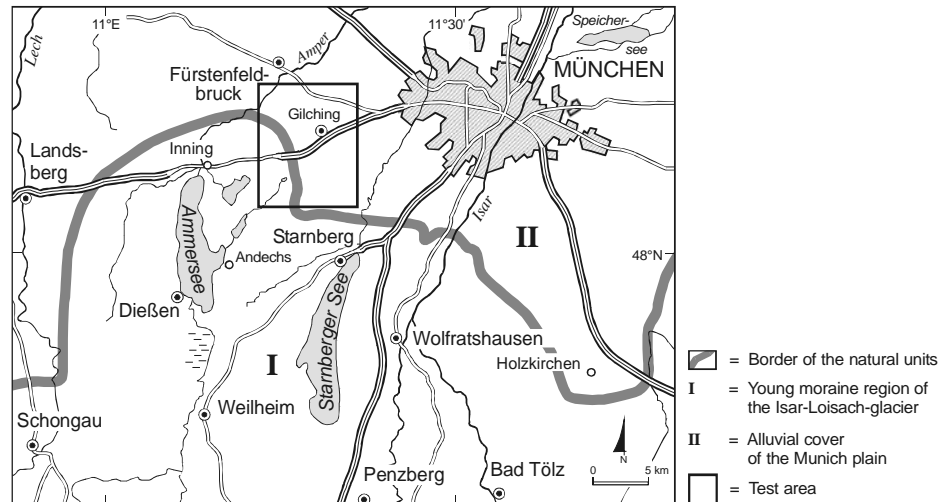 11°E
11°30'
Speicher-
see
Lech
Amper
MÜNCHEN
Fürstenfeld-
bruck
Gilching
Inning
Lands-
berg
Isar
II
Ammersee
Starnberg
Andechs
48°N
Starnberger See
Dießen
Wolfratshausen
Holzkirchen
I
Weilheim
Schongau
Penzberg
Bad Tölz
N
0 5 km
= Border of the natural units
I = Young moraine region of
the Isar-Loisach-glacier
II = Alluvial cover
of the Munich plain
= Test area